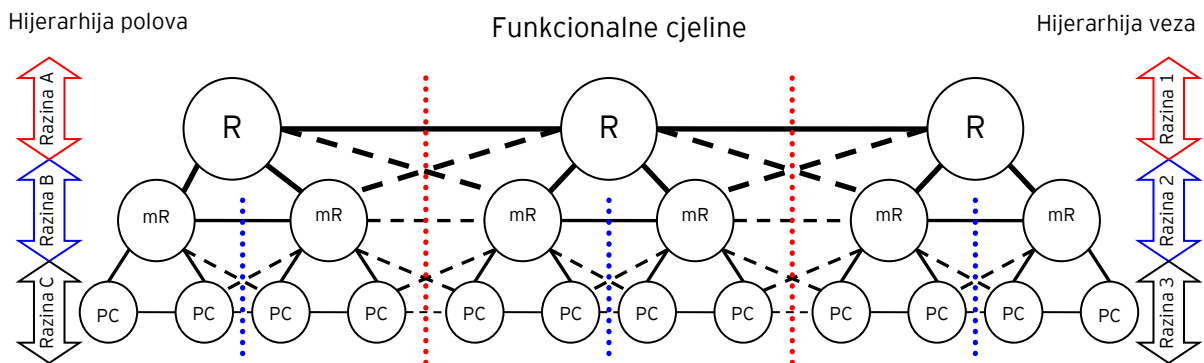 Hijerarhija polova
Funkcionalne cjeline
Hijerarhija veza
Razina A
R
R
R
Razina 1
Razina B
mR
mR
mR
mR
mR
mR
Razina 2
Razina C
PC
PC
PC
PC
PC
PC
PC
PC
PC
PC
PC
PC
Razina 3